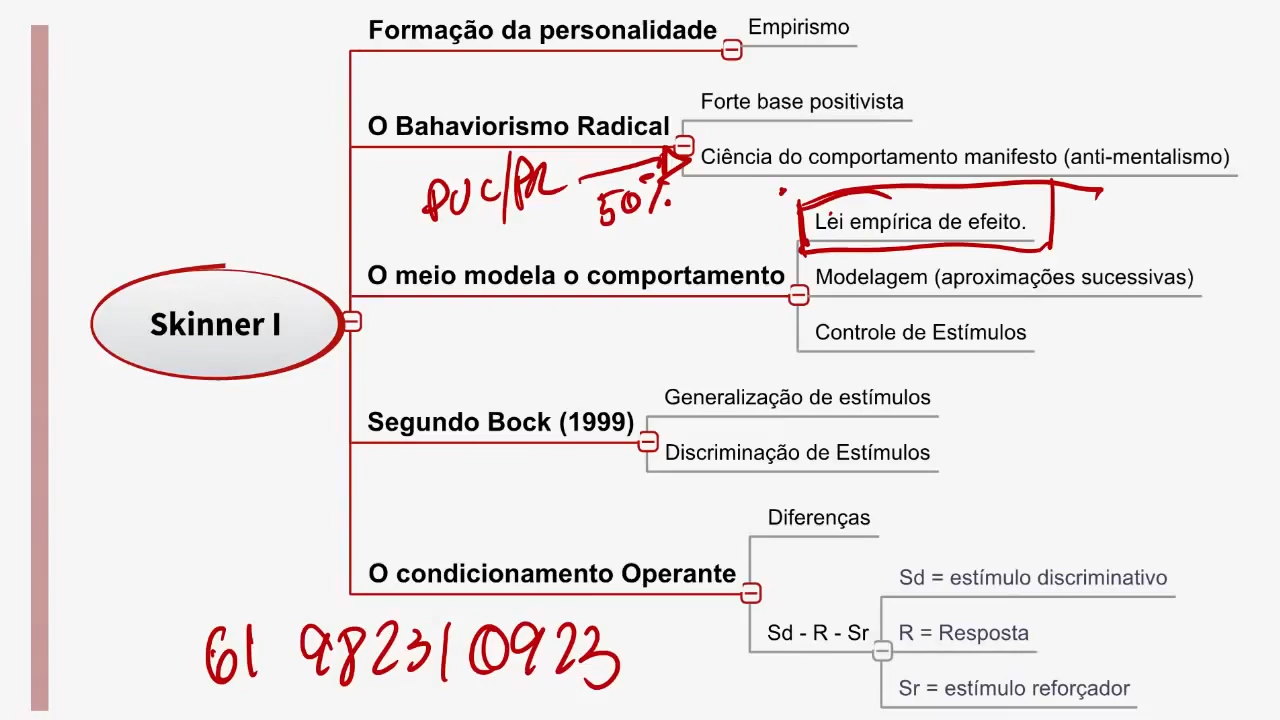 Formação da personalidade
Empirismo
O Bahaviorismo Radical
Forte base positivista
Ciência do comportamento manifesto (anti-mentalismo)
PUC/PR
50%
O meio modela o comportamento
Lei empírica de efeito.
Modelagem (aproximações sucessivas)
Controle de Estímulos
Skinner I
Segundo Bock (1999)
Generalização de estímulos
Discriminação de Estímulos
O condicionamento Operante
Diferenças
Sd - R - Sr
Sd = estímulo discriminativo
R = Resposta
Sr = estímulo reforçador
61 982310923